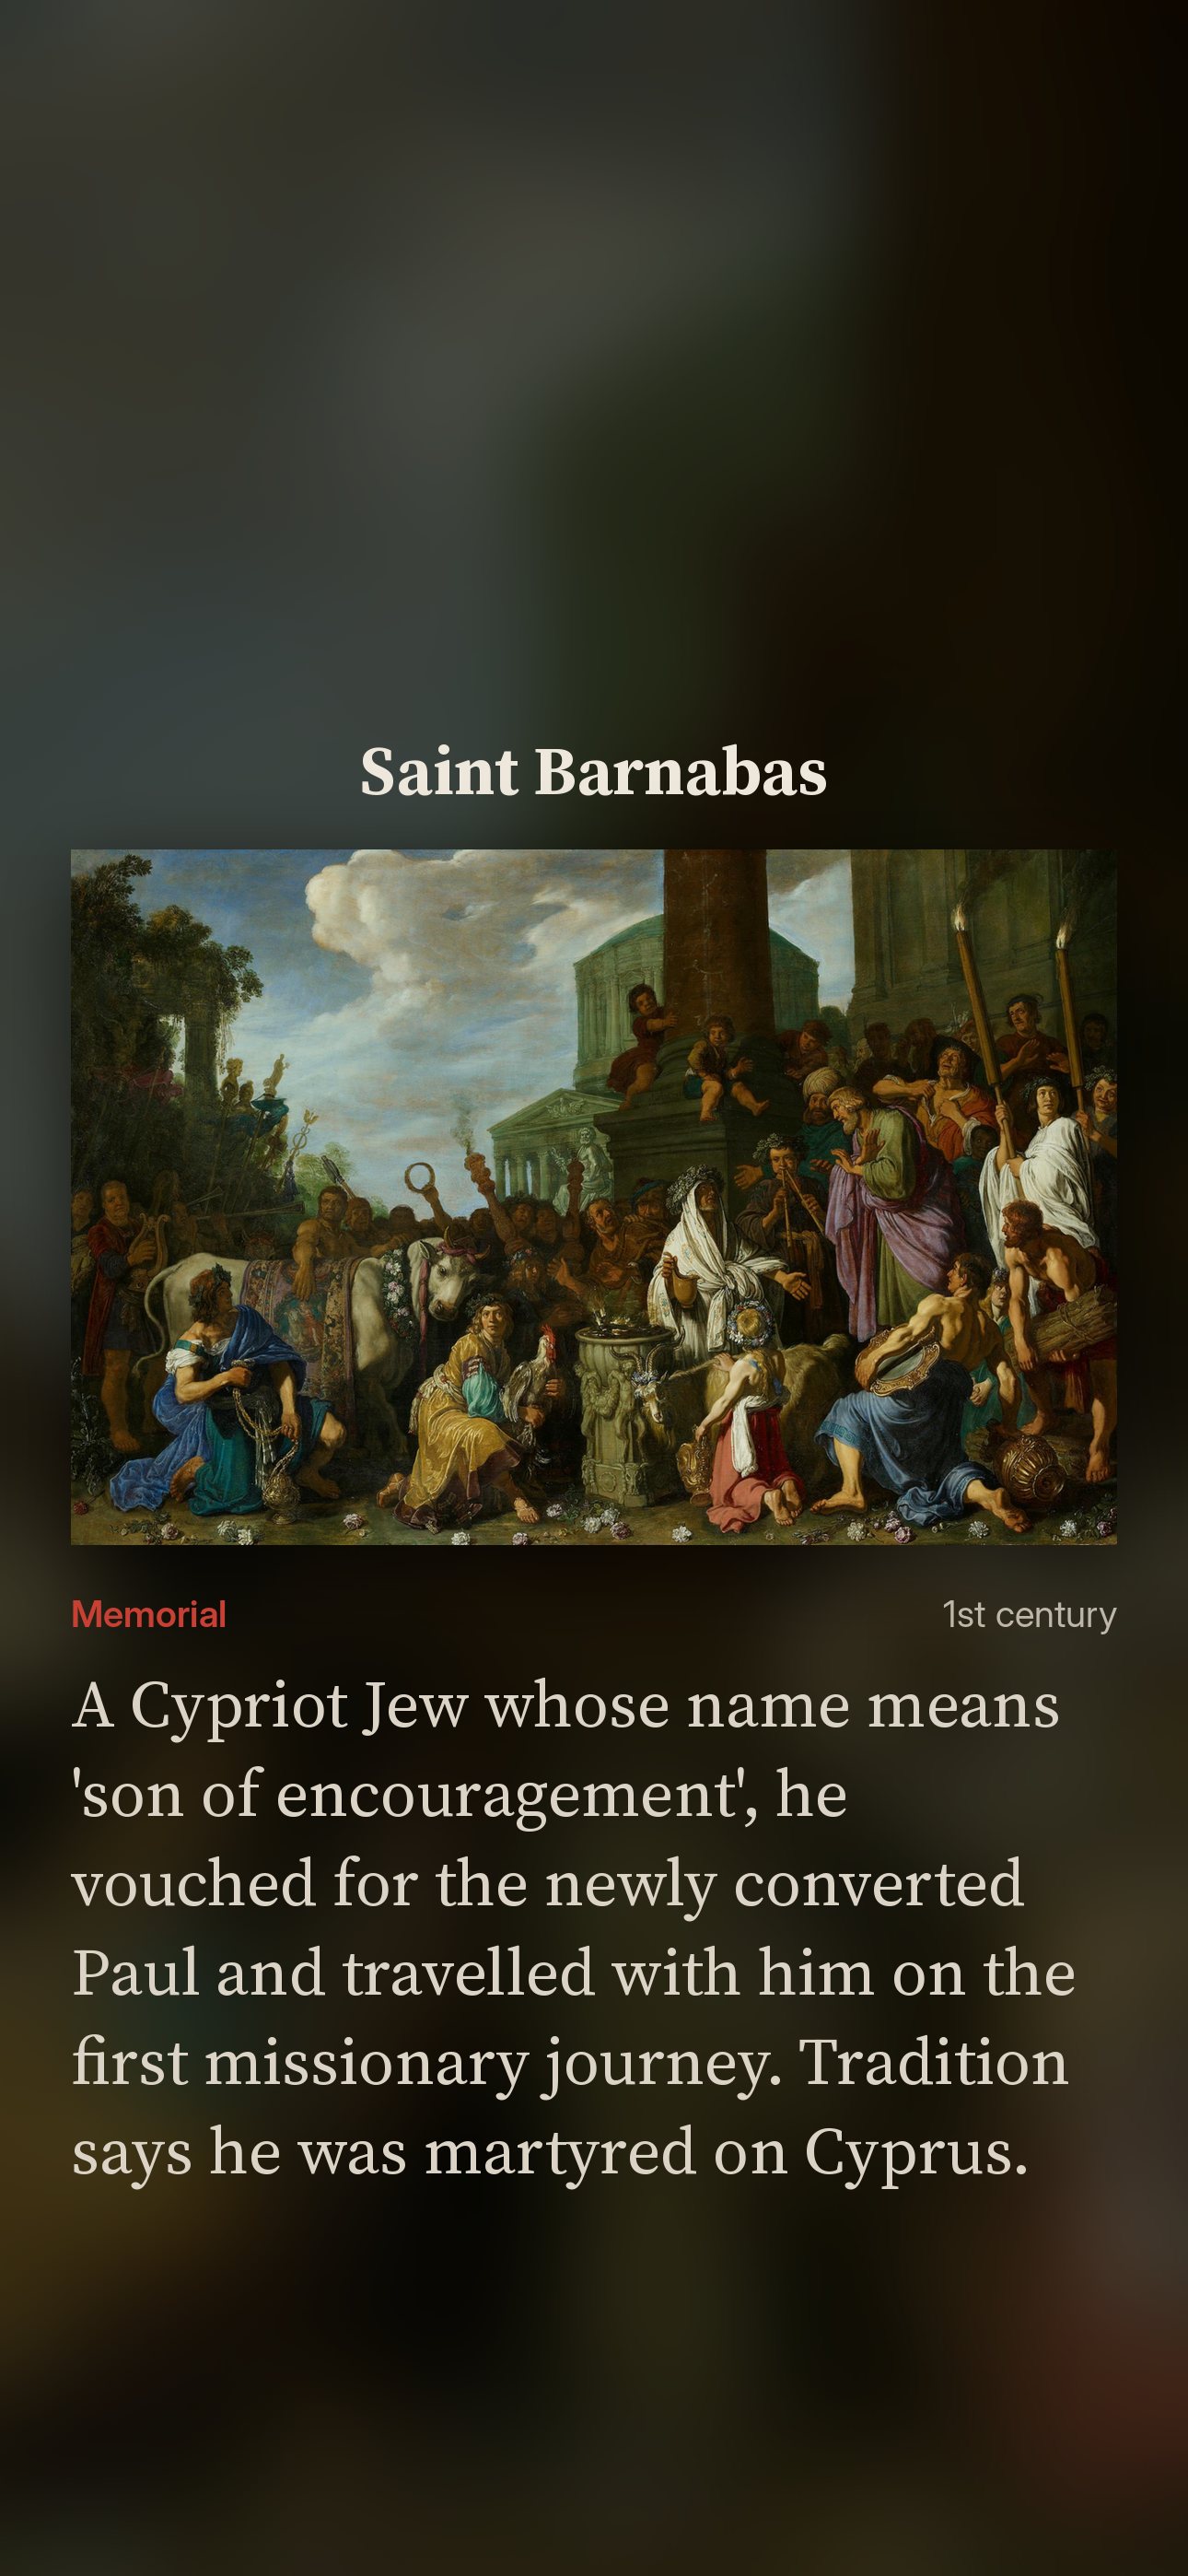 Saint Barnabas
Memorial
1st century
A Cypriot Jew whose name means
'son of encouragement', he
vouched for the newly converted
Paul and travelled with him on the
first missionary journey. Tradition
says he was martyred on Cyprus.